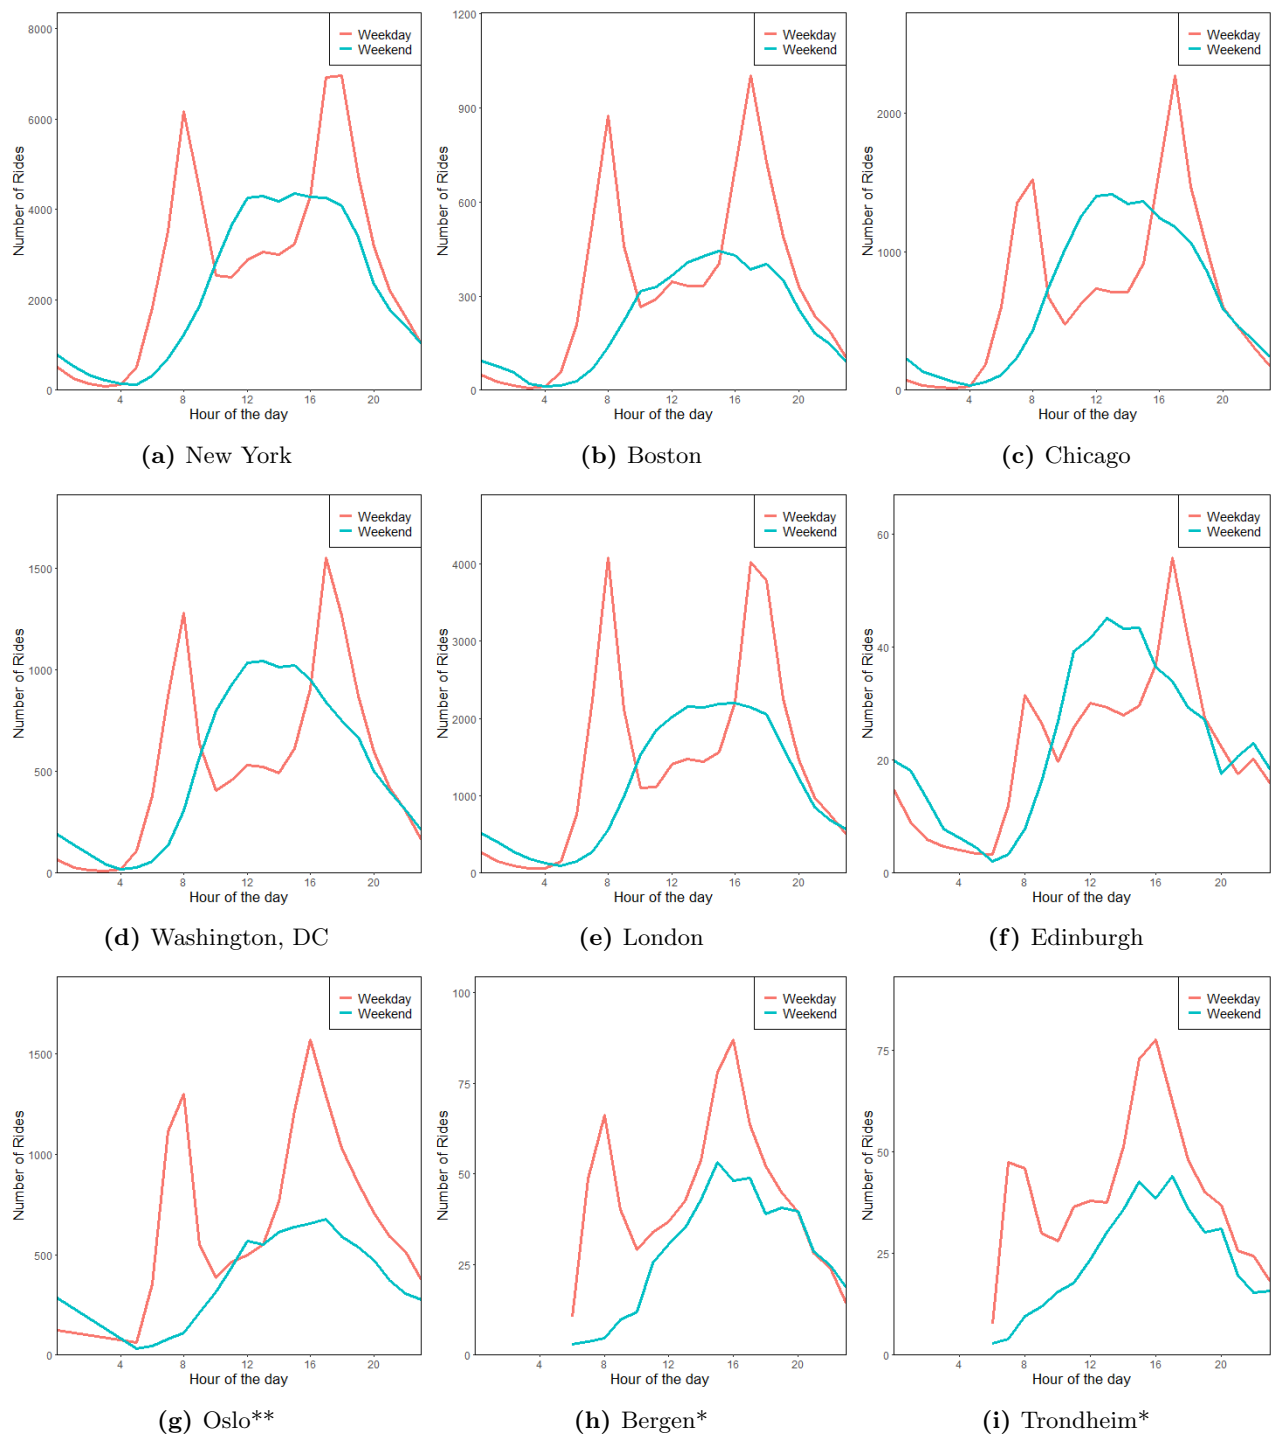 8000
6000
4000
2000
0
Number of Rides
Weekday
Weekend
4 8 12 16 20
Hour of the day
(a) New York
1200
900
600
300
0
Number of Rides
Weekday
Weekend
4 8 12 16 20
Hour of the day
(b) Boston
2000
1000
0
Number of Rides
Weekday
Weekend
4 8 12 16 20
Hour of the day
(c) Chicago
1500
1000
500
0
Number of Rides
Weekday
Weekend
4 8 12 16 20
Hour of the day
(d) Washington, DC
4000
3000
2000
1000
0
Number of Rides
Weekday
Weekend
4 8 12 16 20
Hour of the day
(e) London
60
40
20
0
Number of Rides
Weekday
Weekend
4 8 12 16 20
Hour of the day
(f) Edinburgh
1500
1000
500
0
Number of Rides
Weekday
Weekend
4 8 12 16 20
Hour of the day
(g) Oslo**
100
75
50
25
0
Number of Rides
Weekday
Weekend
4 8 12 16 20
Hour of the day
(h) Bergen*
75
50
25
0
Number of Rides
Weekday
Weekend
4 8 12 16 20
Hour of the day
(i) Trondheim*